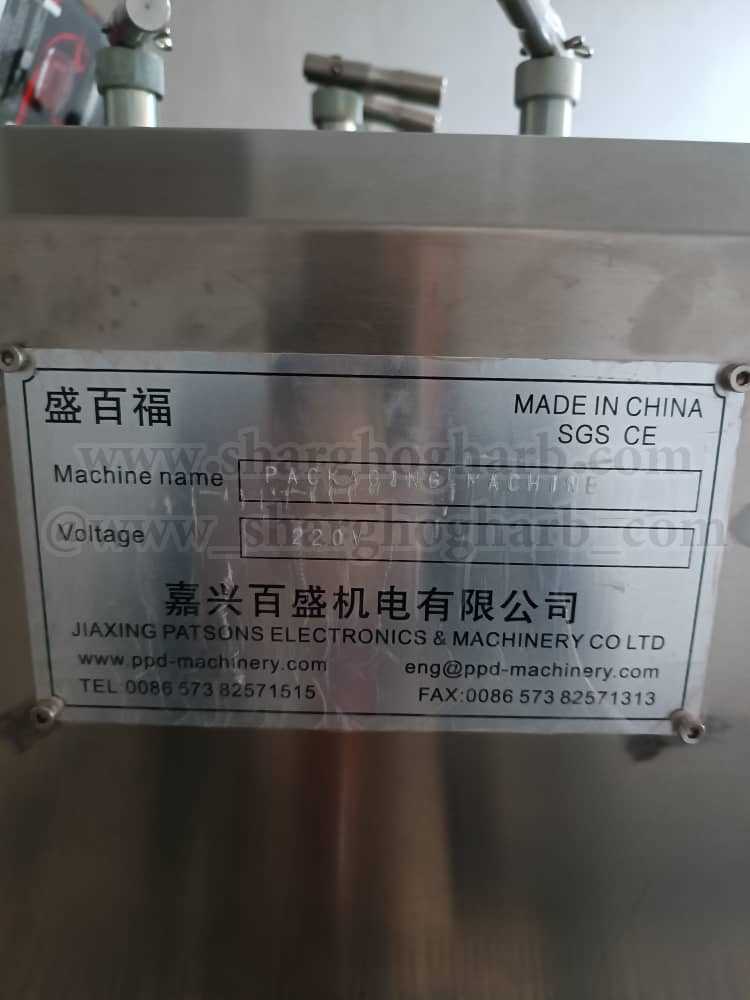 盛百福
MADE IN CHINA
SGS CE
www.sharghogharb.com
Machine name PACKAGING MACHINE
@www_sharghogharb.com
Voltage 220V
嘉兴百盛机电有限公司
JIAXING PATSONS ELECTRONICS & MACHINERY CO LTD
www.ppd-machinery.com eng@ppd-machinery.com
TEL:0086 573 82571515 FAX:0086 573 82571313